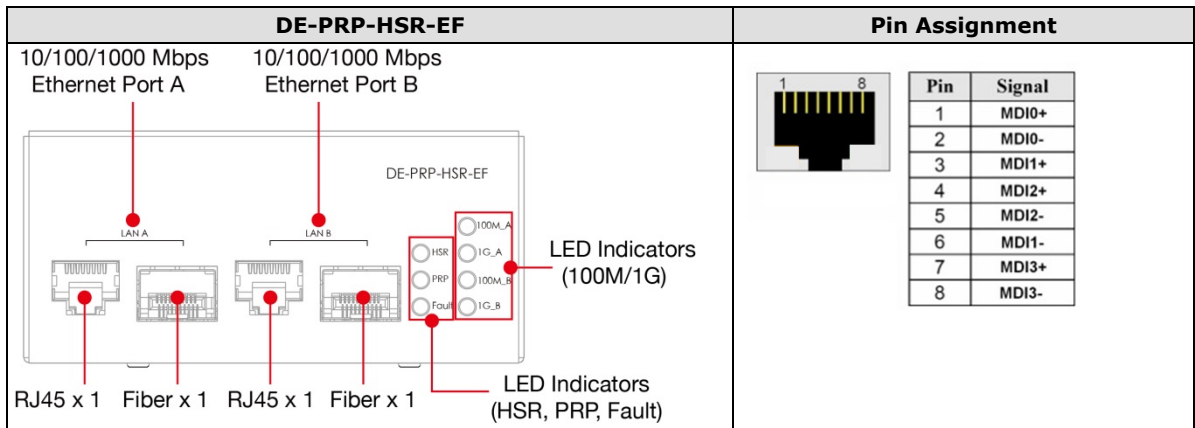 DE-PRP-HSR-EF
Pin Assignment
10/100/1000 Mbps
Ethernet Port A
10/100/1000 Mbps
Ethernet Port B
DE-PRP-HSR-EF
LAN A
LAN B
100M_A
HSR
1G_A
PRP
100M_B
Fault
1G_B
LED Indicators
(100M/1G)
RJ45 x 1
Fiber x 1
RJ45 x 1
Fiber x 1
LED Indicators
(HSR, PRP, Fault)
1 8
Pin Signal
1 MDI0+
2 MDI0-
3 MDI1+
4 MDI2+
5 MDI2-
6 MDI1-
7 MDI3+
8 MDI3-